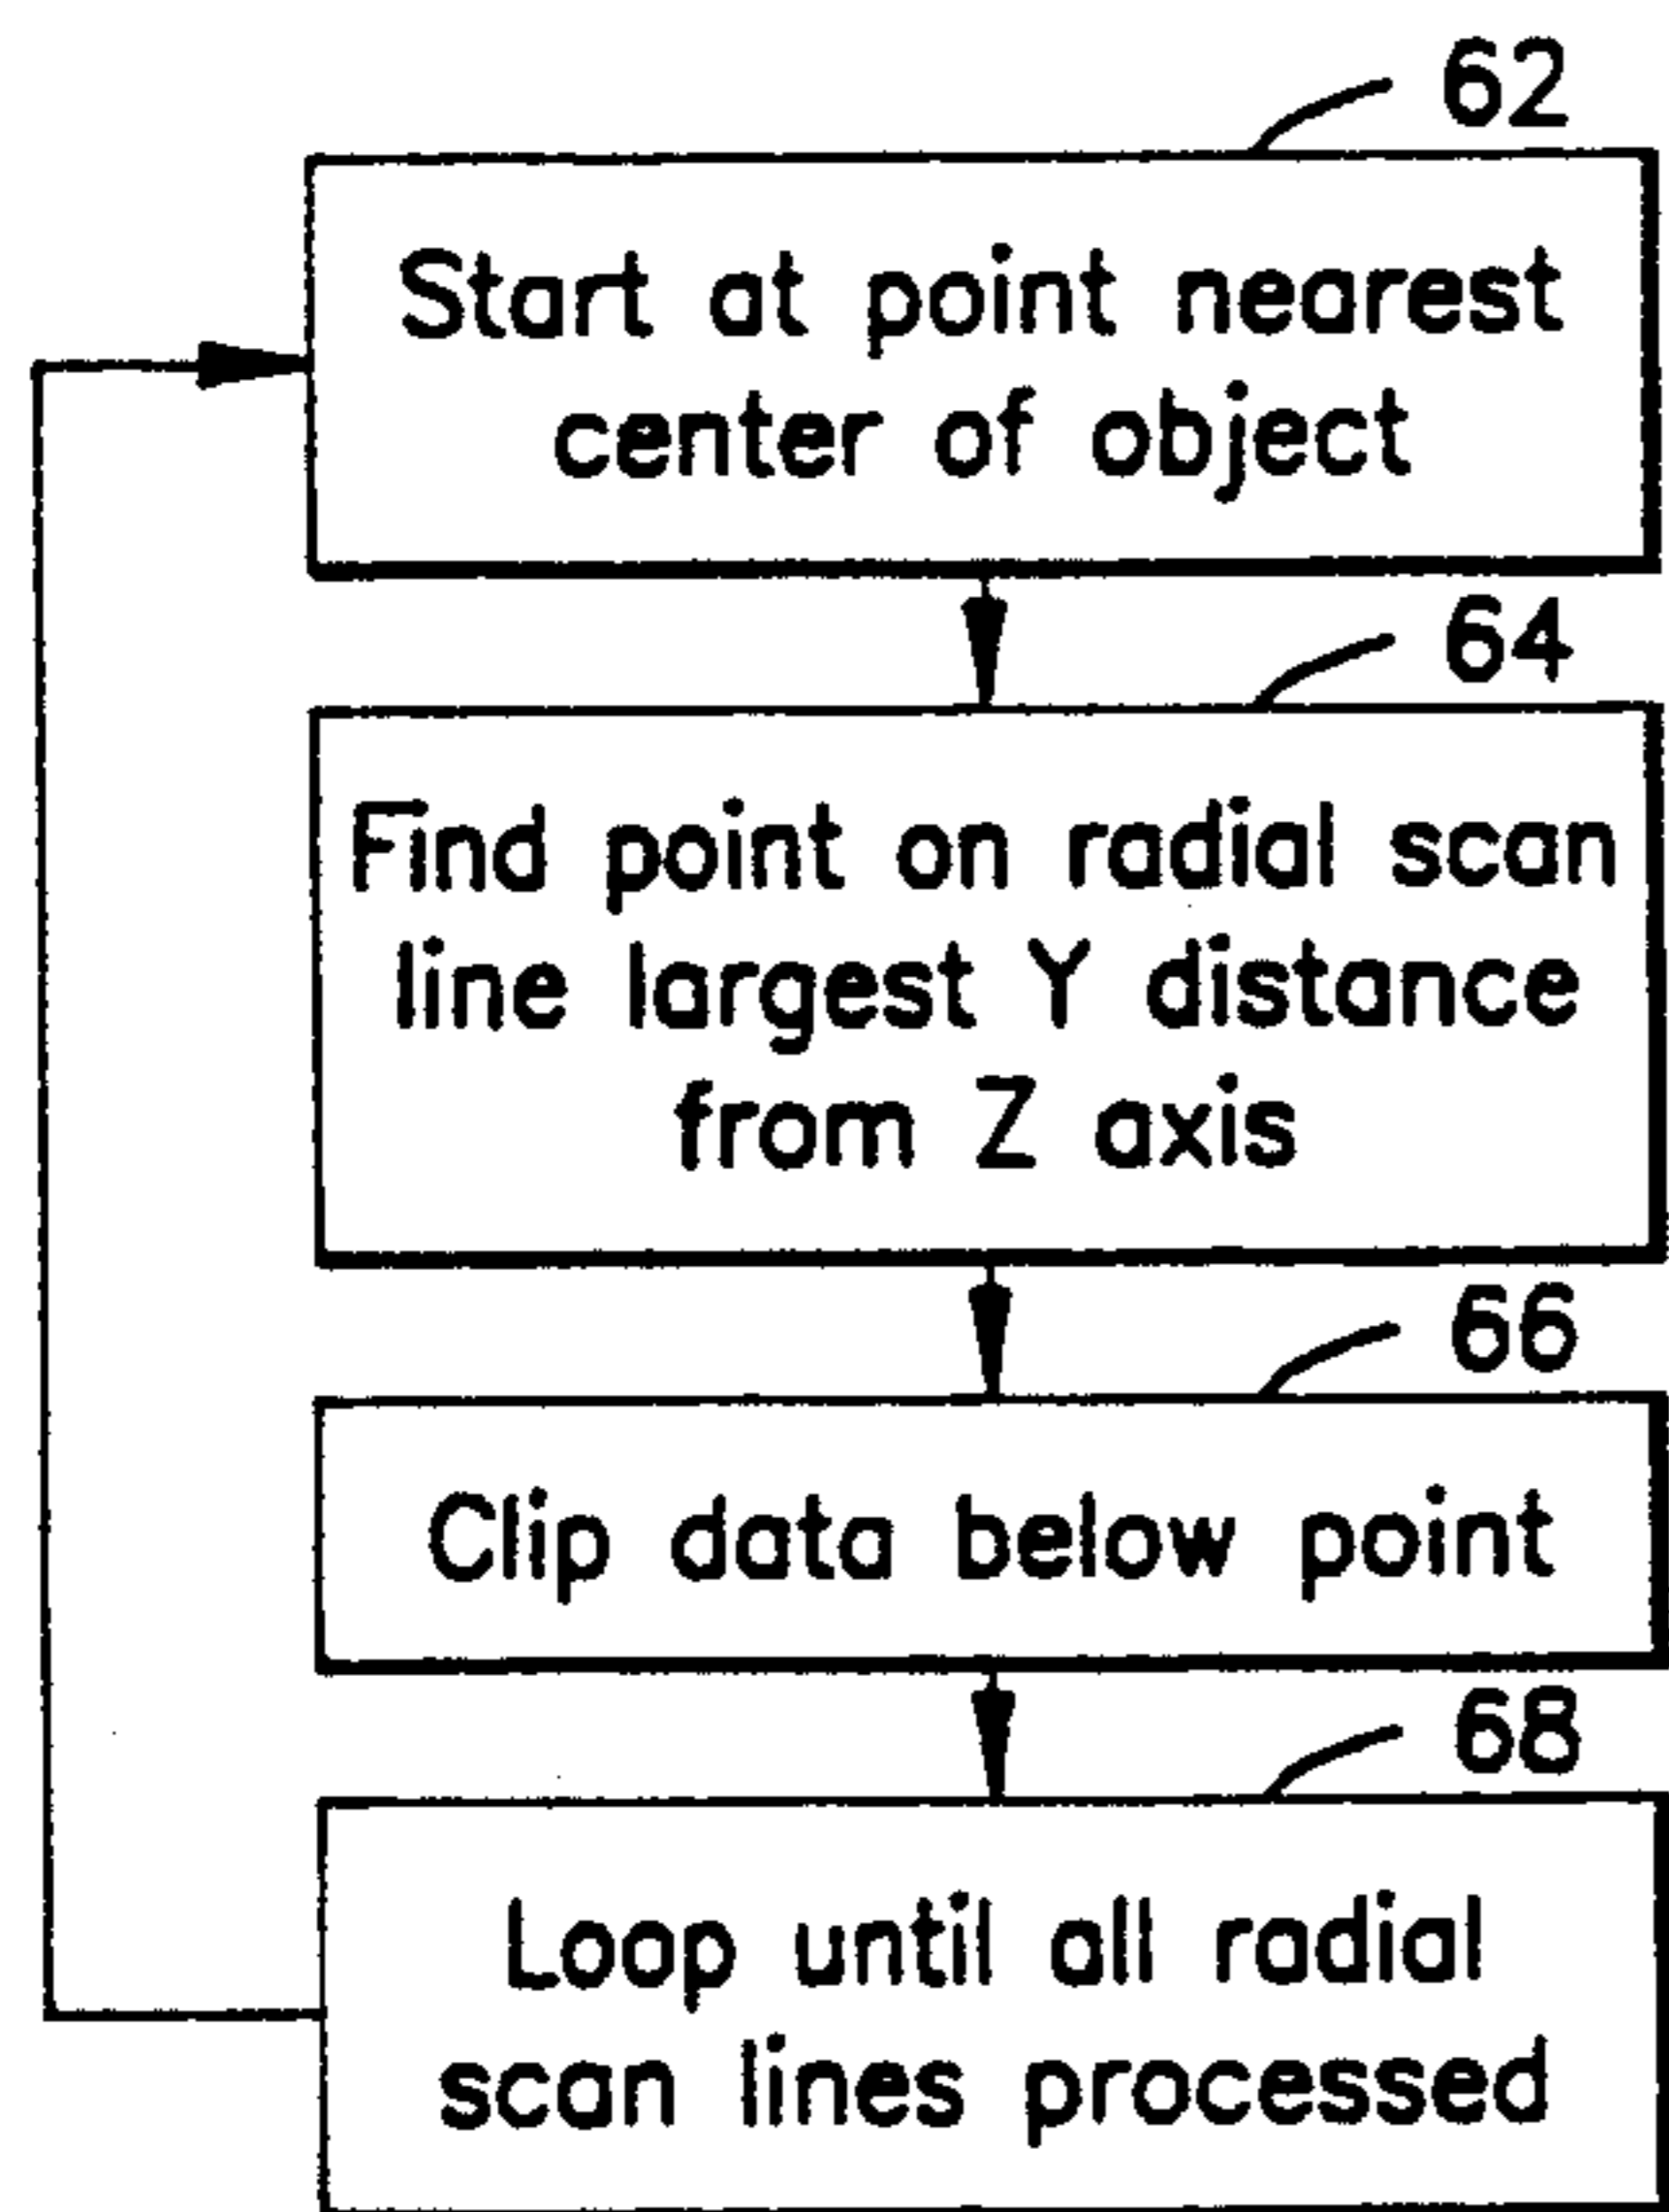 62
Start at point nearest
center of object
64
Find point on radial scan
line largest Y distance
from Z axis
66
Clip data below point
68
Loop until all radial
scan lines processed